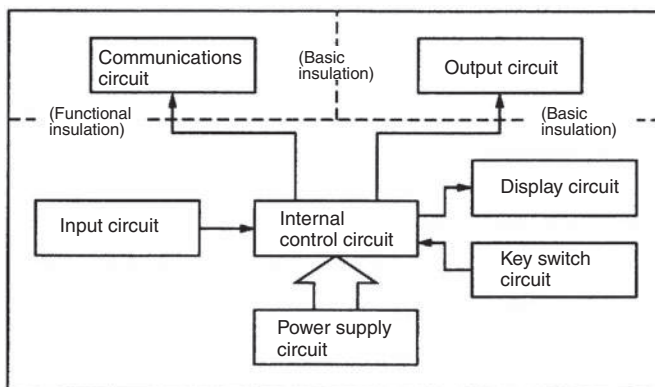 Communications
circuit
(Basic
insulation)
Output circuit
(Functional
insulation)
(Basic
insulation)
Input circuit
Internal
control circuit
Display circuit
Key switch
circuit
Power supply
circuit